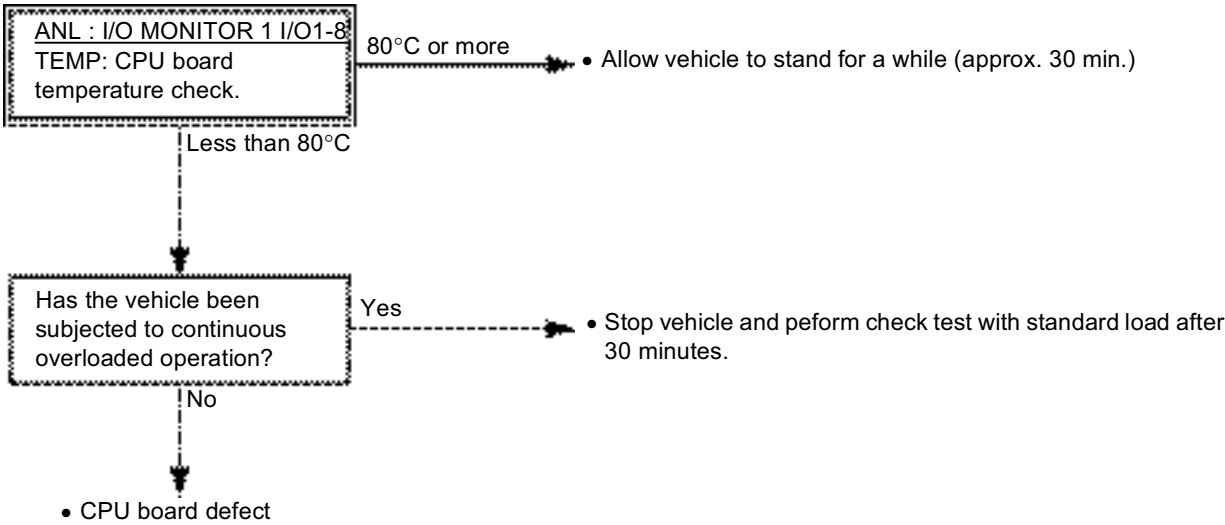 ANL : I/O MONITOR 1 I/O1-8
TEMP: CPU board
temperature check.
80°C or more
• Allow vehicle to stand for a while (approx. 30 min.)
Less than 80°C
Has the vehicle been
subjected to continuous
overloaded operation?
Yes
• Stop vehicle and peform check test with standard load after
30 minutes.
No
• CPU board defect